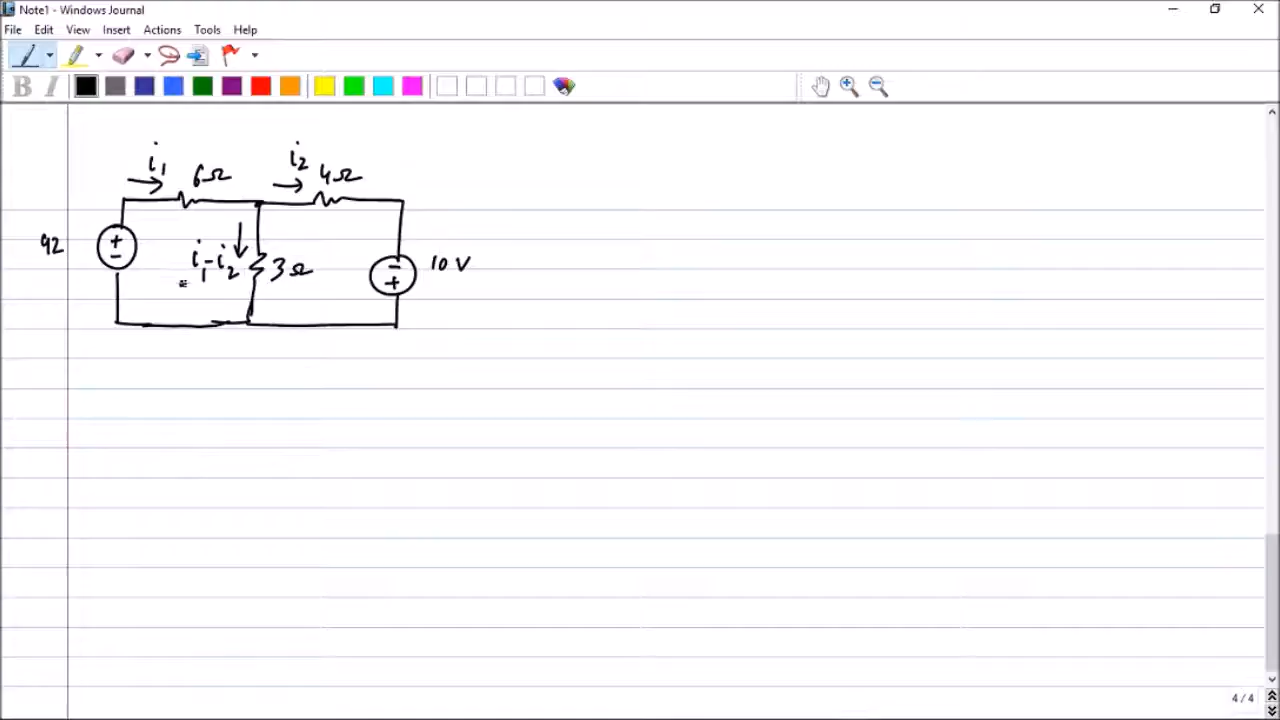 Note1 - Windows Journal
File Edit View Insert Actions Tools Help
B I
i1 6Ω i2 4Ω
42
i1-i2 3Ω
10 V
4 / 4